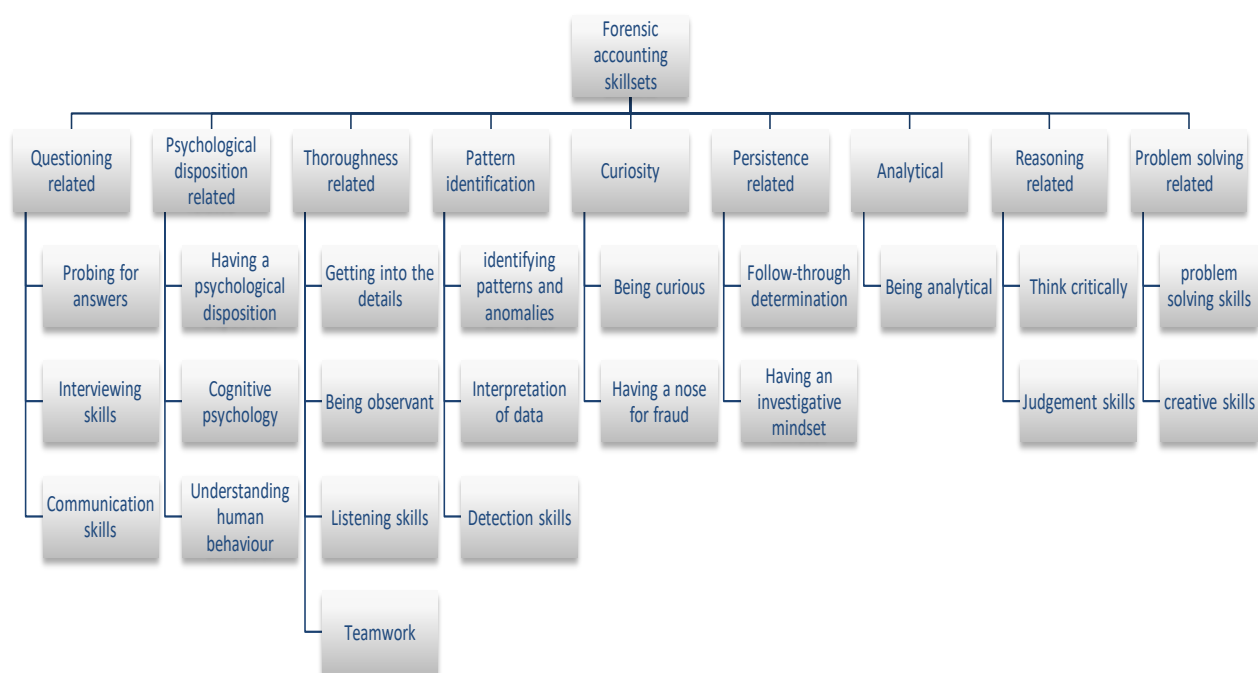 Forensic
accounting
skillsets
Questioning
related
Psychological
disposition
related
Thoroughness
related
Pattern
identification
Curiosity
Persistence
related
Analytical
Reasoning
related
Problem solving
related
Probing for
answers
Having a
psychological
disposition
Getting into the
details
identifying
patterns and
anomalies
Being curious
Follow-through
determination
Being analytical
Think critically
problem
solving skills
Interviewing
skills
Cognitive
psychology
Being observant
Interpretation
of data
Having a nose
for fraud
Having an
investigative
mindset
Judgement skills
creative skills
Communication
skills
Understanding
human
behaviour
Listening skills
Detection skills
Teamwork